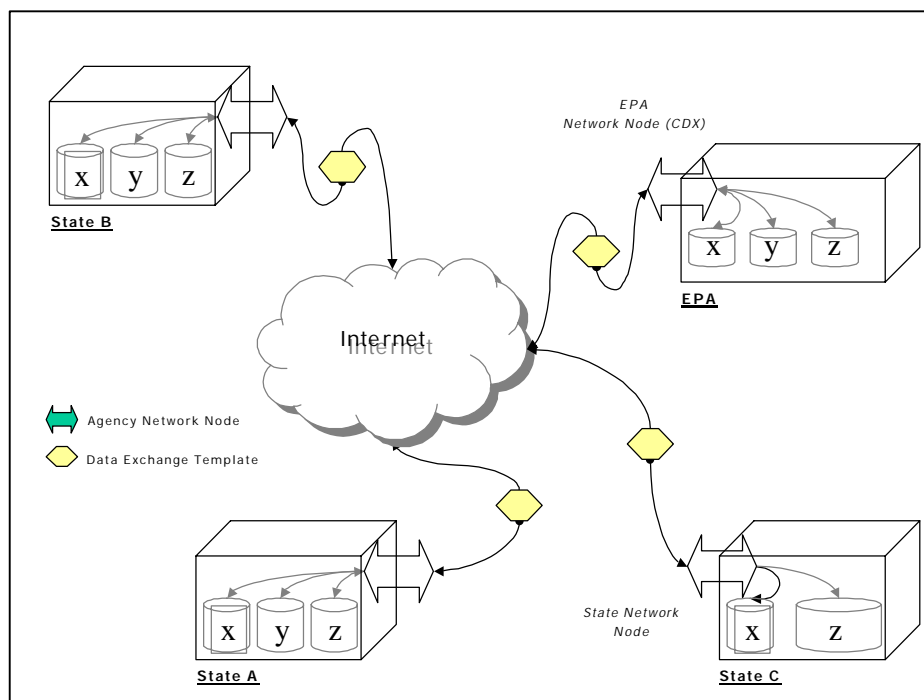 EPA
Network Node (CDX)
x y z
State B
x y z
EPA
Internet
Agency Network Node
Data Exchange Template
x y z
State A
State Network
Node
x z
State C